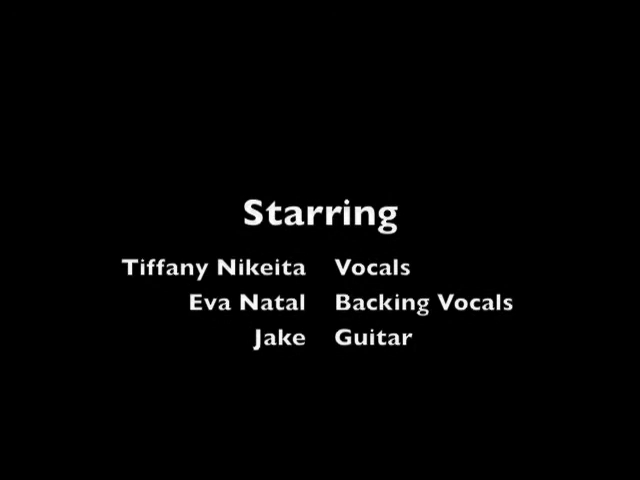 Starring
Tiffany Nikeita Vocals
Eva Natal Backing Vocals
Jake Guitar